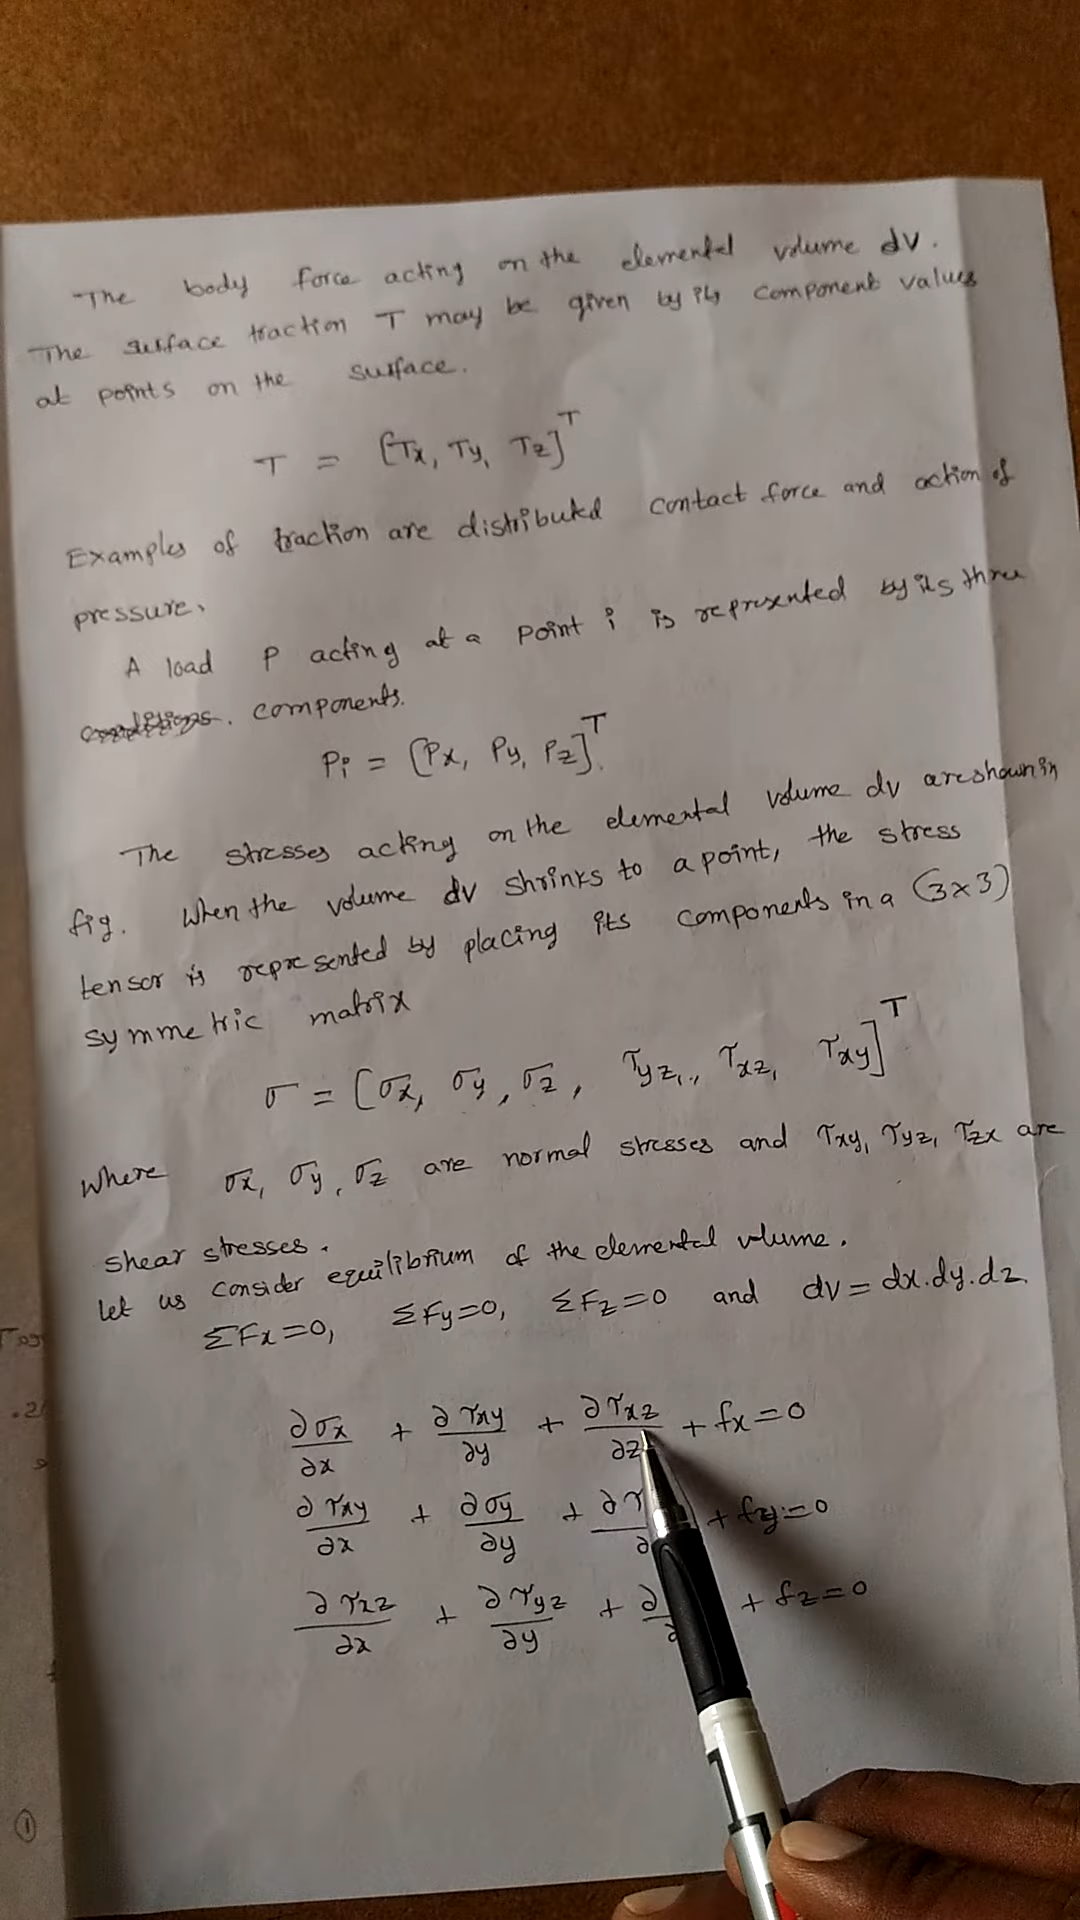 The body force acting on the elemental volume dv.
The surface traction T may be given by its component values
at points on the surface.
T = [Tx, Ty, Tz]ᵀ
Examples of traction are distributed contact force and action of
pressure.
A load P acting at a point i is represented by its three
conditions. components.
Pi = [Px, Py, Pz]ᵀ
The stresses acting on the elemental volume dv are shown in
fig. When the volume dv shrinks to a point, the stress
tensor is represented by placing its components in a (3×3)
symmetric matrix
σ = [σx, σy, σz, τyz, τxz, τxy]ᵀ
Where σx, σy, σz are normal stresses and τxy, τyz, τzx are
shear stresses.
let us consider equilibrium of the elemental volume.
ΣFx=0, ΣFy=0, ΣFz=0 and dv = dx.dy.dz.
∂σx/∂x + ∂τxy/∂y + ∂τxz/∂z + fx=0
∂τxy/∂x + ∂σy/∂y + ∂τ/∂ + fy=0
∂τxz/∂x + ∂τyz/∂y + ∂/∂ + fz=0
1